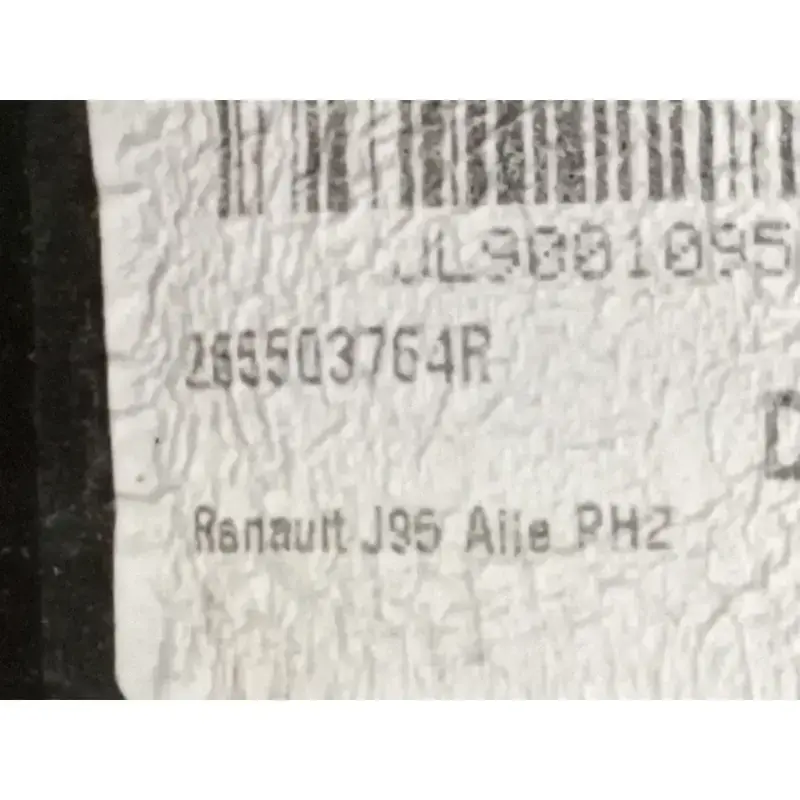 JL9001095
265503764R
D
Renault J95 Aile PH2